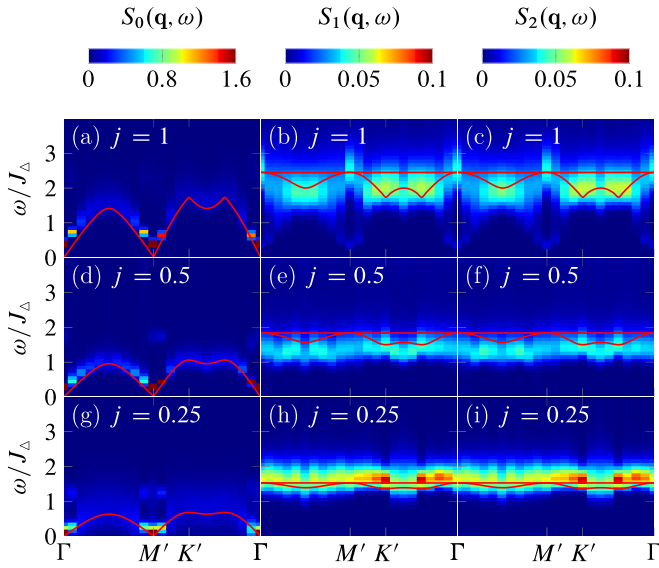 S₀(q, ω) S₁(q, ω) S₂(q, ω)
0 0.8 1.6 0 0.05 0.1 0 0.05 0.1
(a) j = 1 (b) j = 1 (c) j = 1
ω/J△ 3 2 1 0
(d) j = 0.5 (e) j = 0.5 (f) j = 0.5
ω/J△ 3 2 1 0
(g) j = 0.25 (h) j = 0.25 (i) j = 0.25
ω/J△ 3 2 1 0
Γ M′ K′ Γ M′ K′ Γ M′ K′ Γ